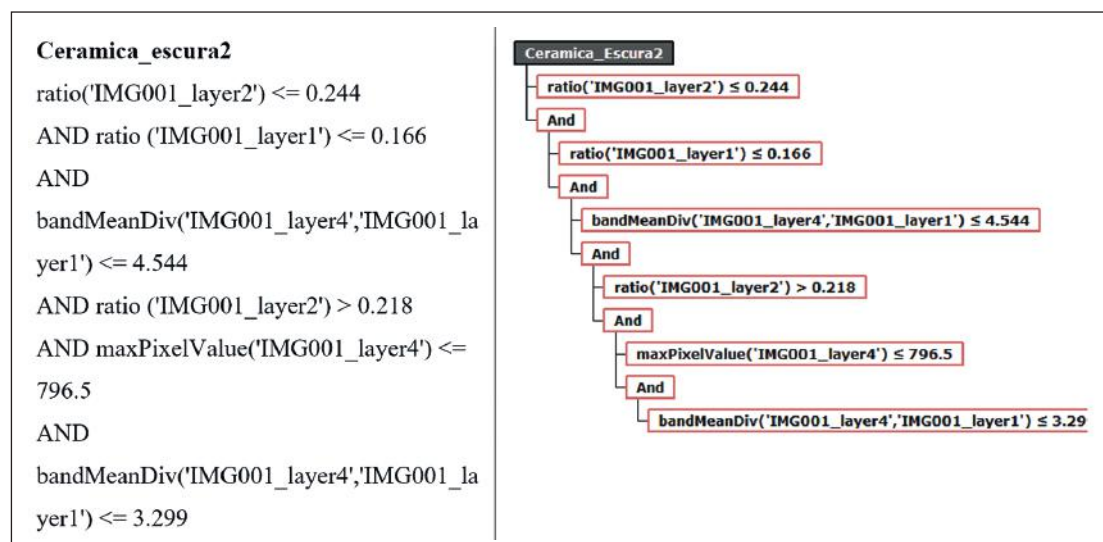 Ceramica_escura2
ratio('IMG001_layer2') <= 0.244
AND ratio ('IMG001_layer1') <= 0.166
AND
bandMeanDiv('IMG001_layer4','IMG001_la
yer1') <= 4.544
AND ratio ('IMG001_layer2') > 0.218
AND maxPixelValue('IMG001_layer4') <=
796.5
AND
bandMeanDiv('IMG001_layer4','IMG001_la
yer1') <= 3.299
Ceramica_Escura2
ratio('IMG001_layer2') ≤ 0.244
And
ratio('IMG001_layer1') ≤ 0.166
And
bandMeanDiv('IMG001_layer4','IMG001_layer1') ≤ 4.544
And
ratio('IMG001_layer2') > 0.218
And
maxPixelValue('IMG001_layer4') ≤ 796.5
And
bandMeanDiv('IMG001_layer4','IMG001_layer1') ≤ 3.29